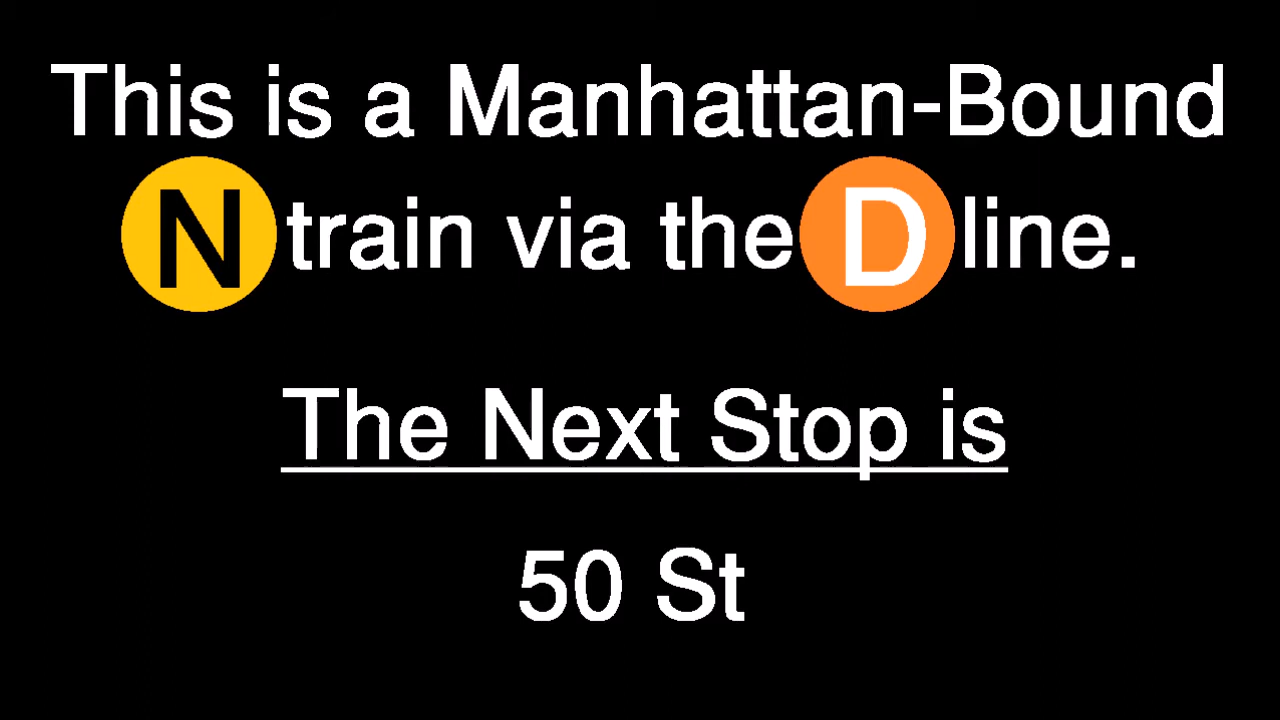 This is a Manhattan-Bound
N train via the D line.
The Next Stop is
50 St